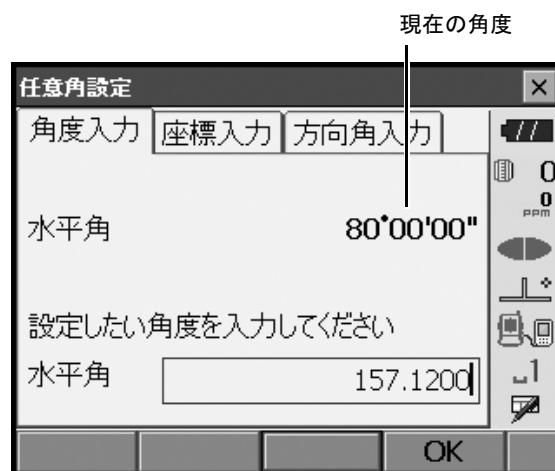 現在の角度
任意角設定
角度入力 座標入力 方向角入力
0
0
PPM
水平角 80°00'00"
設定したい角度を入力してください
水平角 157.1200
1
OK